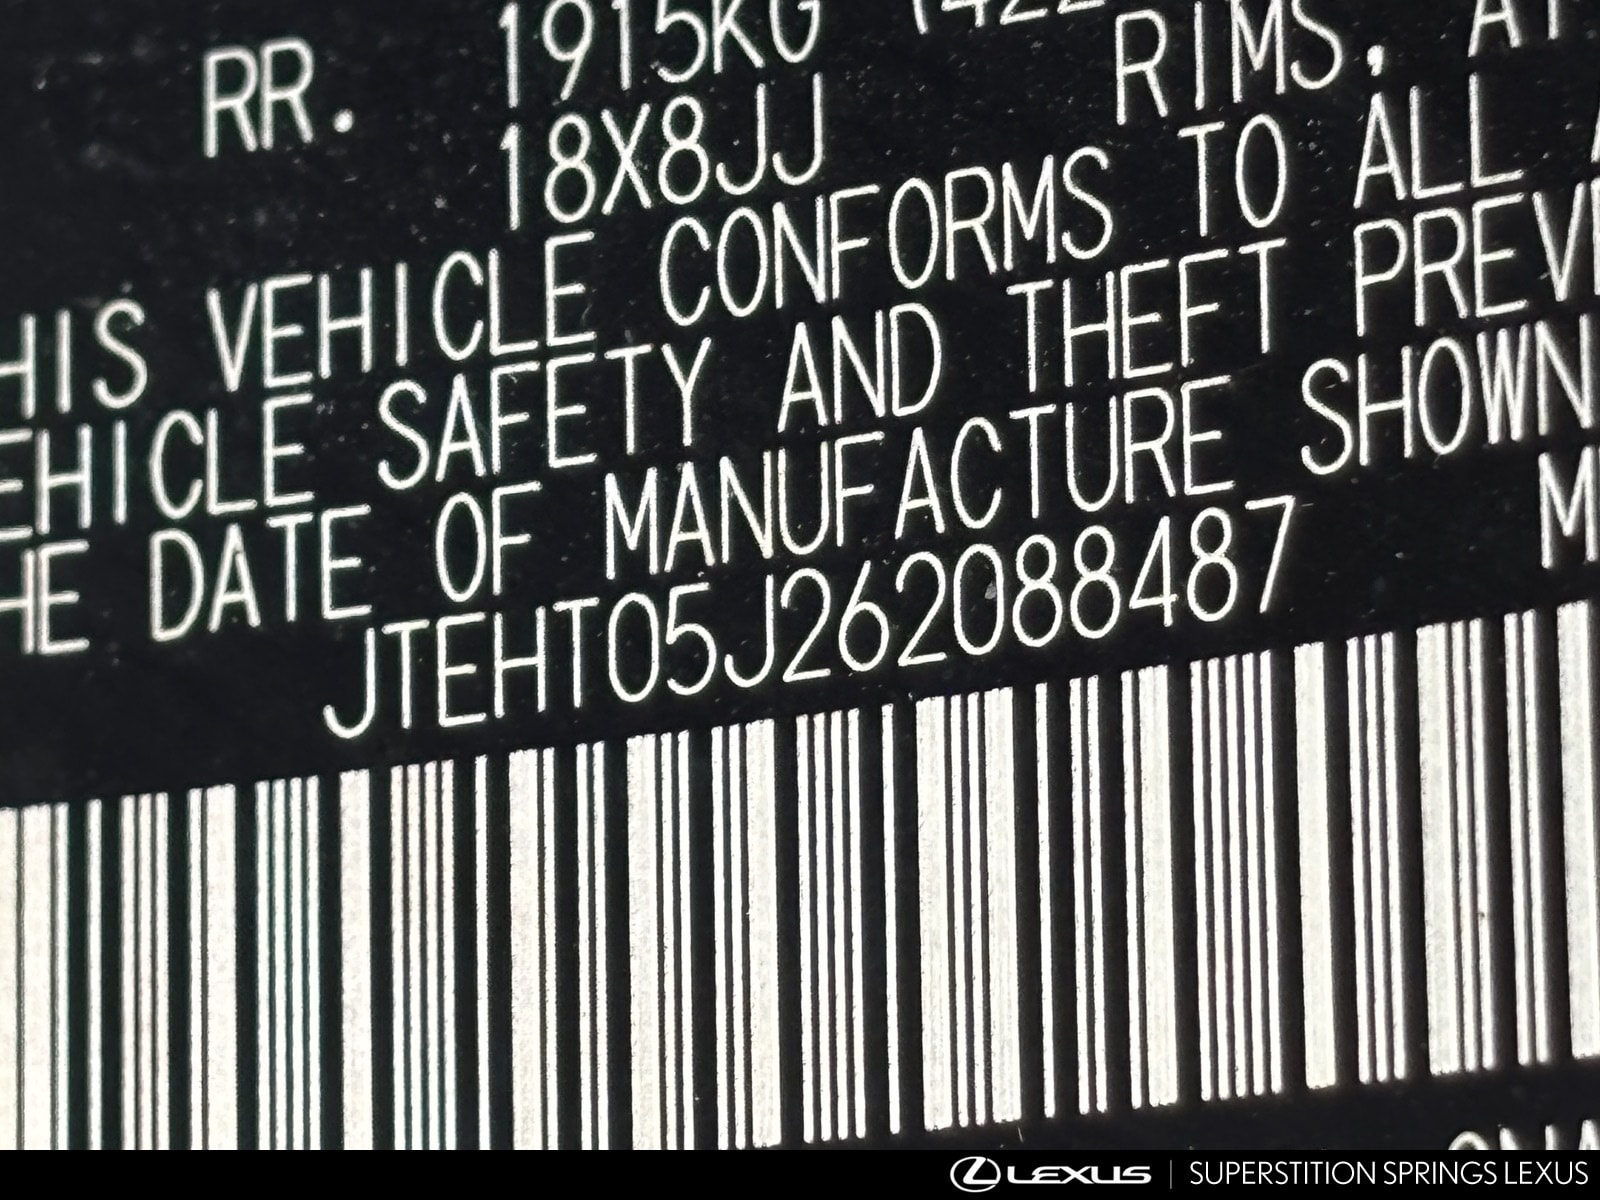 RR. 1915KG
18X8JJ RIMS,
HIS VEHICLE CONFORMS TO ALL
EHICLE SAFETY AND THEFT PREVE
HE DATE OF MANUFACTURE SHOWN
JTEHT05J262088487
LEXUS | SUPERSTITION SPRINGS LEXUS